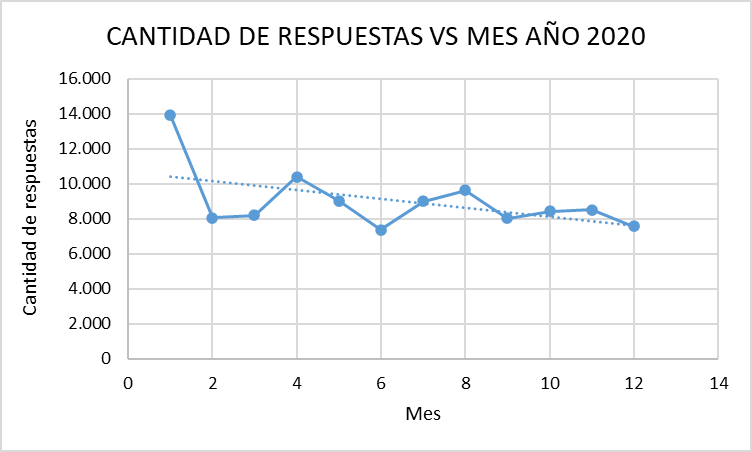 CANTIDAD DE RESPUESTAS VS MES AÑO 2020
16.000
14.000
12.000
10.000
8.000
6.000
4.000
2.000
0
Cantidad de respuestas
0 2 4 6 8 10 12 14
Mes